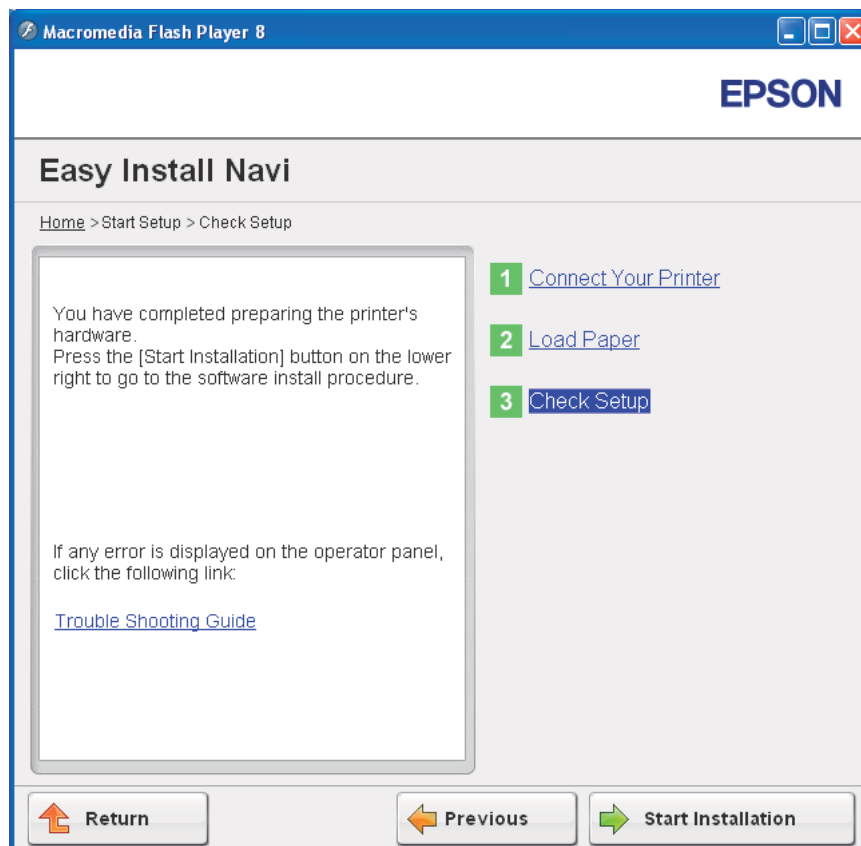 Macromedia Flash Player 8
EPSON
Easy Install Navi
Home > Start Setup > Check Setup
You have completed preparing the printer's
hardware.
Press the [Start Installation] button on the lower
right to go to the software install procedure.
If any error is displayed on the operator panel,
click the following link:
Trouble Shooting Guide
1 Connect Your Printer
2 Load Paper
3 Check Setup
Return
Previous
Start Installation